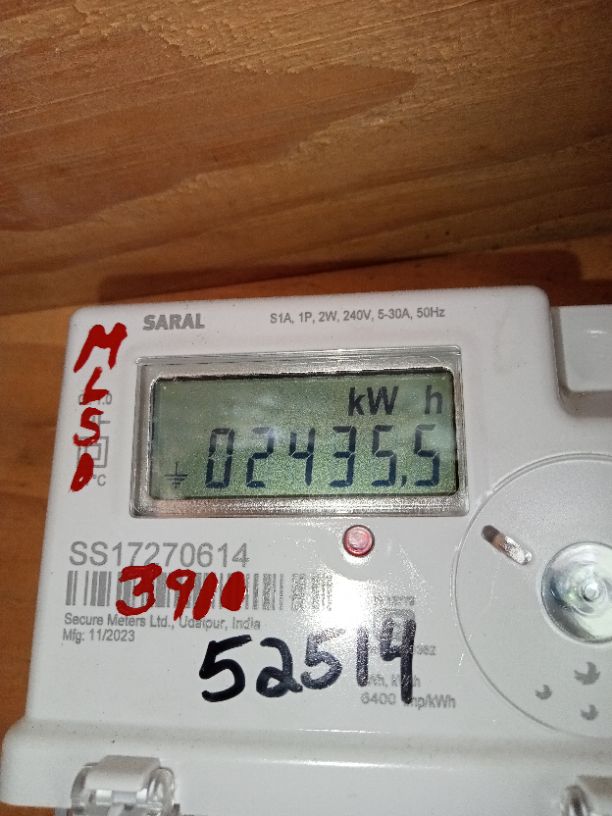 SARAL
S1A, 1P, 2W, 240V, 5-30A, 50Hz
MLSD
kW h
02435.5
SS17270614
3910
Secure Meters Ltd., Udaipur, India
Mfg: 11/2023
52514
6400 imp/kWh